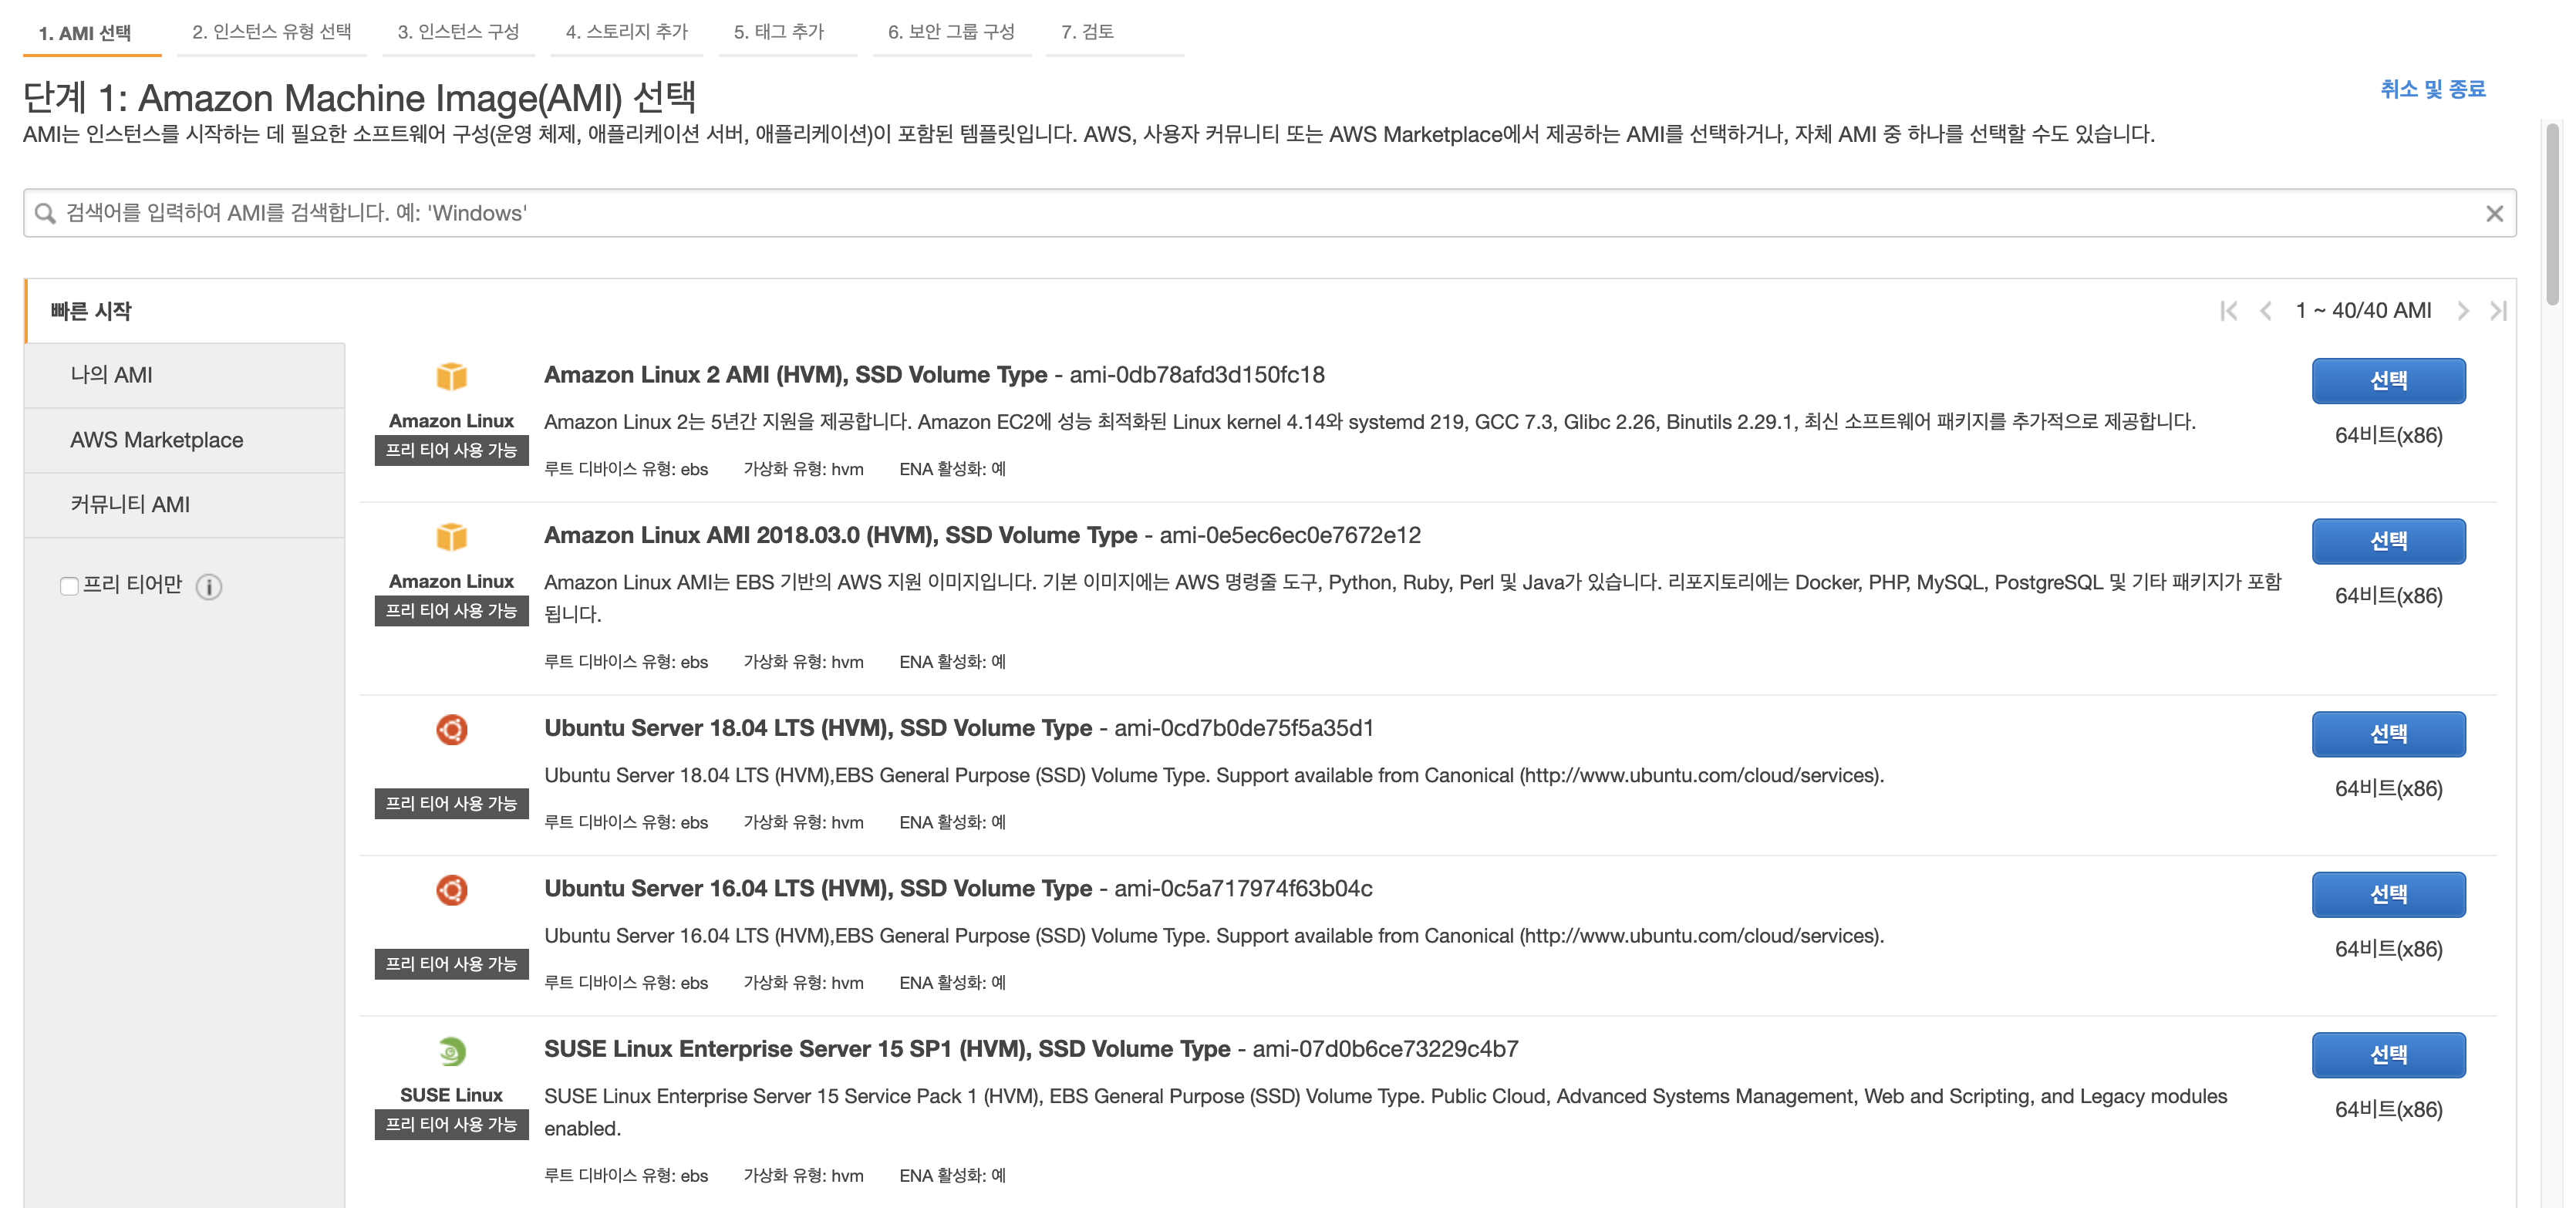 1. AMI 선택
2. 인스턴스 유형 선택
3. 인스턴스 구성
4. 스토리지 추가
5. 태그 추가
6. 보안 그룹 구성
7. 검토
단계 1: Amazon Machine Image(AMI) 선택
취소 및 종료
AMI는 인스턴스를 시작하는 데 필요한 소프트웨어 구성(운영 체제, 애플리케이션 서버, 애플리케이션)이 포함된 템플릿입니다. AWS, 사용자 커뮤니티 또는 AWS Marketplace에서 제공하는 AMI를 선택하거나, 자체 AMI 중 하나를 선택할 수도 있습니다.
검색어를 입력하여 AMI를 검색합니다. 예: 'Windows'
빠른 시작
1 ~ 40/40 AMI
나의 AMI
AWS Marketplace
커뮤니티 AMI
프리 티어만
Amazon Linux
프리 티어 사용 가능
Amazon Linux 2 AMI (HVM), SSD Volume Type - ami-0db78afd3d150fc18
Amazon Linux 2는 5년간 지원을 제공합니다. Amazon EC2에 성능 최적화된 Linux kernel 4.14와 systemd 219, GCC 7.3, Glibc 2.26, Binutils 2.29.1, 최신 소프트웨어 패키지를 추가적으로 제공합니다.
루트 디바이스 유형: ebs 가상화 유형: hvm ENA 활성화: 예
선택
64비트(x86)
Amazon Linux
프리 티어 사용 가능
Amazon Linux AMI 2018.03.0 (HVM), SSD Volume Type - ami-0e5ec6ec0e7672e12
Amazon Linux AMI는 EBS 기반의 AWS 지원 이미지입니다. 기본 이미지에는 AWS 명령줄 도구, Python, Ruby, Perl 및 Java가 있습니다. 리포지토리에는 Docker, PHP, MySQL, PostgreSQL 및 기타 패키지가 포함
됩니다.
루트 디바이스 유형: ebs 가상화 유형: hvm ENA 활성화: 예
선택
64비트(x86)
프리 티어 사용 가능
Ubuntu Server 18.04 LTS (HVM), SSD Volume Type - ami-0cd7b0de75f5a35d1
Ubuntu Server 18.04 LTS (HVM),EBS General Purpose (SSD) Volume Type. Support available from Canonical (http://www.ubuntu.com/cloud/services).
루트 디바이스 유형: ebs 가상화 유형: hvm ENA 활성화: 예
선택
64비트(x86)
프리 티어 사용 가능
Ubuntu Server 16.04 LTS (HVM), SSD Volume Type - ami-0c5a717974f63b04c
Ubuntu Server 16.04 LTS (HVM),EBS General Purpose (SSD) Volume Type. Support available from Canonical (http://www.ubuntu.com/cloud/services).
루트 디바이스 유형: ebs 가상화 유형: hvm ENA 활성화: 예
선택
64비트(x86)
SUSE Linux
프리 티어 사용 가능
SUSE Linux Enterprise Server 15 SP1 (HVM), SSD Volume Type - ami-07d0b6ce73229c4b7
SUSE Linux Enterprise Server 15 Service Pack 1 (HVM), EBS General Purpose (SSD) Volume Type. Public Cloud, Advanced Systems Management, Web and Scripting, and Legacy modules
enabled.
루트 디바이스 유형: ebs 가상화 유형: hvm ENA 활성화: 예
선택
64비트(x86)